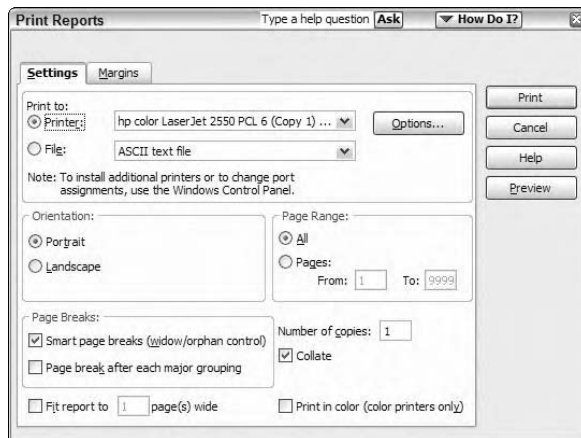 Print Reports
Type a help question Ask
How Do I?
Settings Margins
Print to:
Printer: hp color LaserJet 2550 PCL 6 (Copy 1) ... Options...
File: ASCII text file
Note: To install additional printers or to change port
assignments, use the Windows Control Panel.
Print
Cancel
Help
Preview
Orientation:
Portrait
Landscape
Page Range:
All
Pages:
From: 1 To: 9999
Page Breaks:
Smart page breaks (widow/orphan control)
Page break after each major grouping
Number of copies: 1
Collate
Fit report to 1 page(s) wide
Print in color (color printers only)